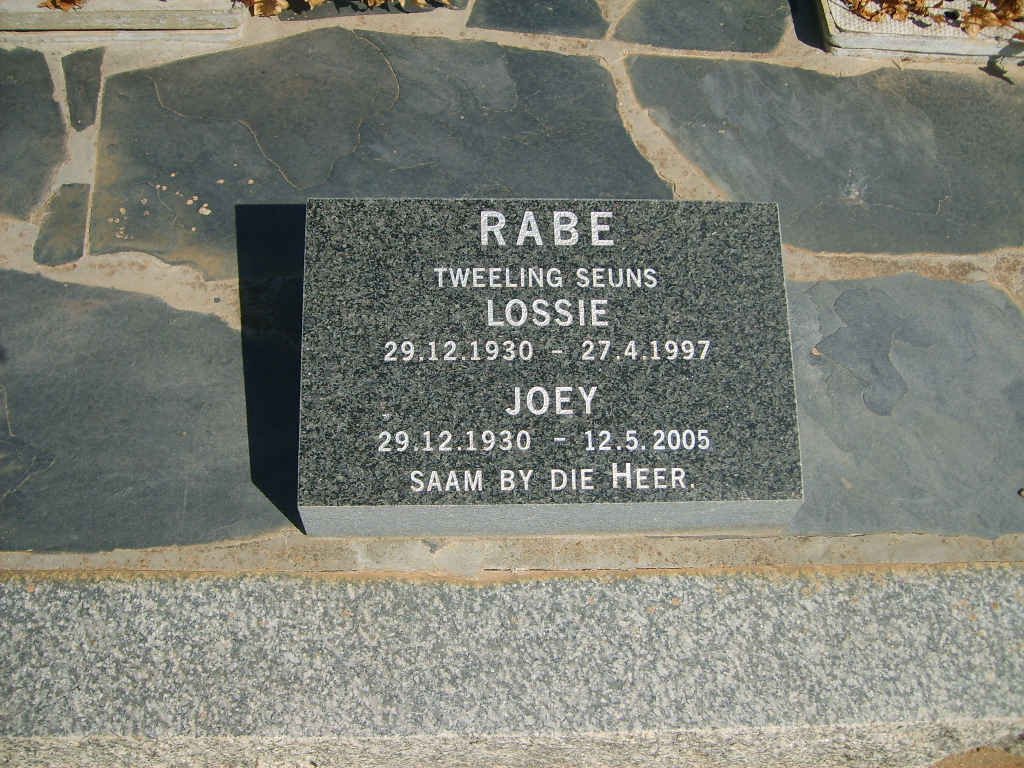 RABE
TWEELING SEUNS
LOSSIE
29.12.1930 - 27.4.1997
JOEY
29.12.1930 - 12.5.2005
SAAM BY DIE HEER.